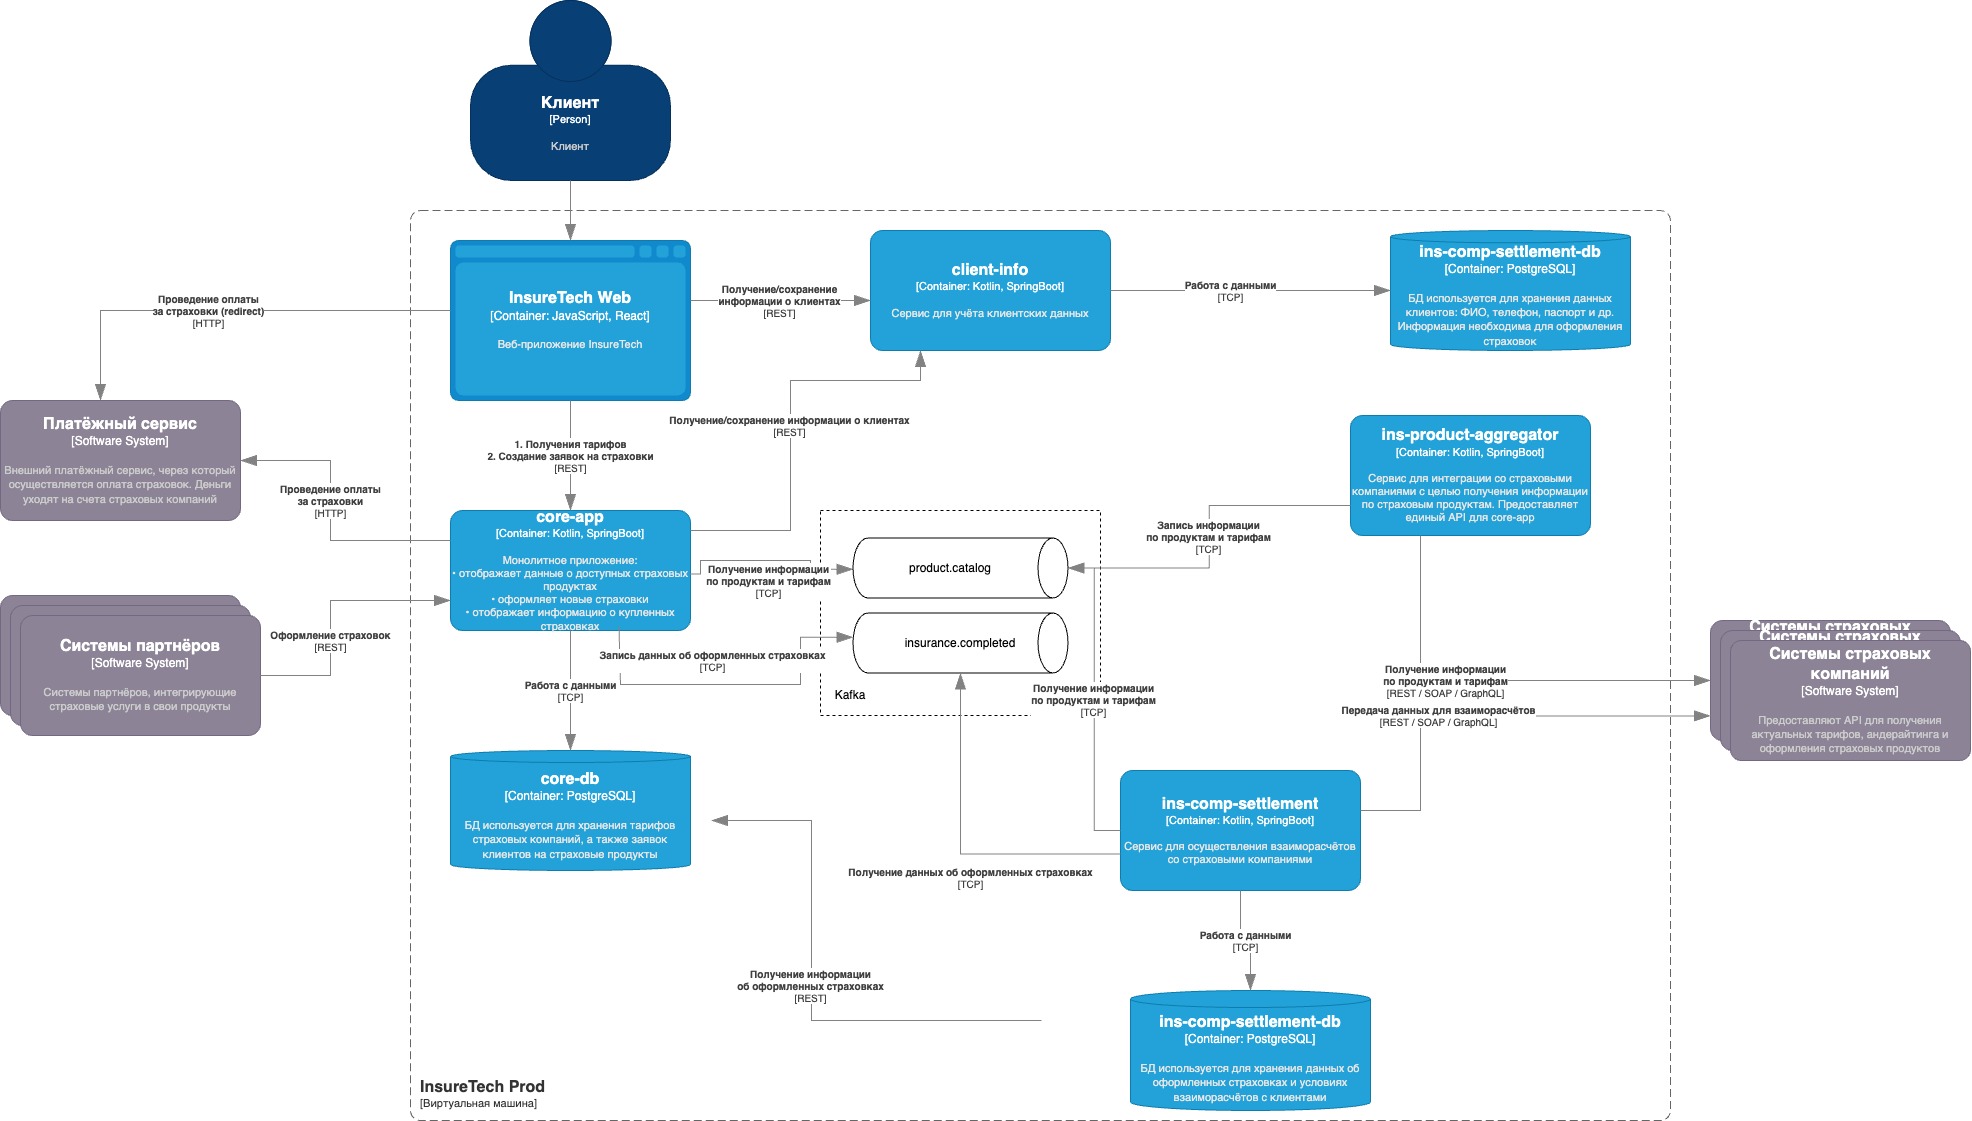 Клиент
[Person]
Клиент
InsureTech Web
[Container: JavaScript, React]
Веб-приложение InsureTech
Получение/сохранение
информации о клиентах
[REST]
client-info
[Container: Kotlin, SpringBoot]
Сервис для учёта клиентских данных
Работа с данными
[TCP]
ins-comp-settlement-db
[Container: PostgreSQL]
БД используется для хранения данных
клиентов: ФИО, телефон, паспорт и др.
Информация необходима для оформления
страховок
Проведение оплаты
за страховки (redirect)
[HTTP]
Платёжный сервис
[Software System]
Внешний платёжный сервис, через который
осуществляется оплата страховок. Деньги
уходят на счета страховых компаний
1. Получения тарифов
2. Создание заявок на страховки
[REST]
Получение/сохранение информации о клиентах
[REST]
Проведение оплаты
за страховки
[HTTP]
ins-product-aggregator
[Container: Kotlin, SpringBoot]
Сервис для интеграции со страховыми
компаниями с целью получения информации
по страховым продуктам. Предоставляет
единый API для core-app
core-app
[Container: Kotlin, SpringBoot]
Монолитное приложение:
• отображает данные о доступных страховых
продуктах
• оформляет новые страховки
• отображает информацию о купленных
страховках
Получение информации
по продуктам и тарифам
[TCP]
product.catalog
insurance.completed
Kafka
Запись информации
по продуктам и тарифам
[TCP]
Системы партнёров
[Software System]
Системы партнёров, интегрирующие
страховые услуги в свои продукты
Оформление страховок
[REST]
Запись данных об оформленных страховках
[TCP]
Работа с данными
[TCP]
Получение информации
по продуктам и тарифам
[TCP]
Получение информации
по продуктам и тарифам
[REST / SOAP / GraphQL]
Передача данных для взаиморасчётов
[REST / SOAP / GraphQL]
Системы страховых
Системы страховых
Системы страховых
компаний
[Software System]
Предоставляют API для получения
актуальных тарифов, андерайтинга и
оформления страховых продуктов
core-db
[Container: PostgreSQL]
БД используется для хранения тарифов
страховых компаний, а также заявок
клиентов на страховые продукты
ins-comp-settlement
[Container: Kotlin, SpringBoot]
Сервис для осуществления взаиморасчётов
со страховыми компаниями
Получение данных об оформленных страховках
[TCP]
Работа с данными
[TCP]
Получение информации
об оформленных страховках
[REST]
ins-comp-settlement-db
[Container: PostgreSQL]
БД используется для хранения данных об
оформленных страховках и условиях
взаиморасчётов с клиентами
InsureTech Prod
[Виртуальная машина]